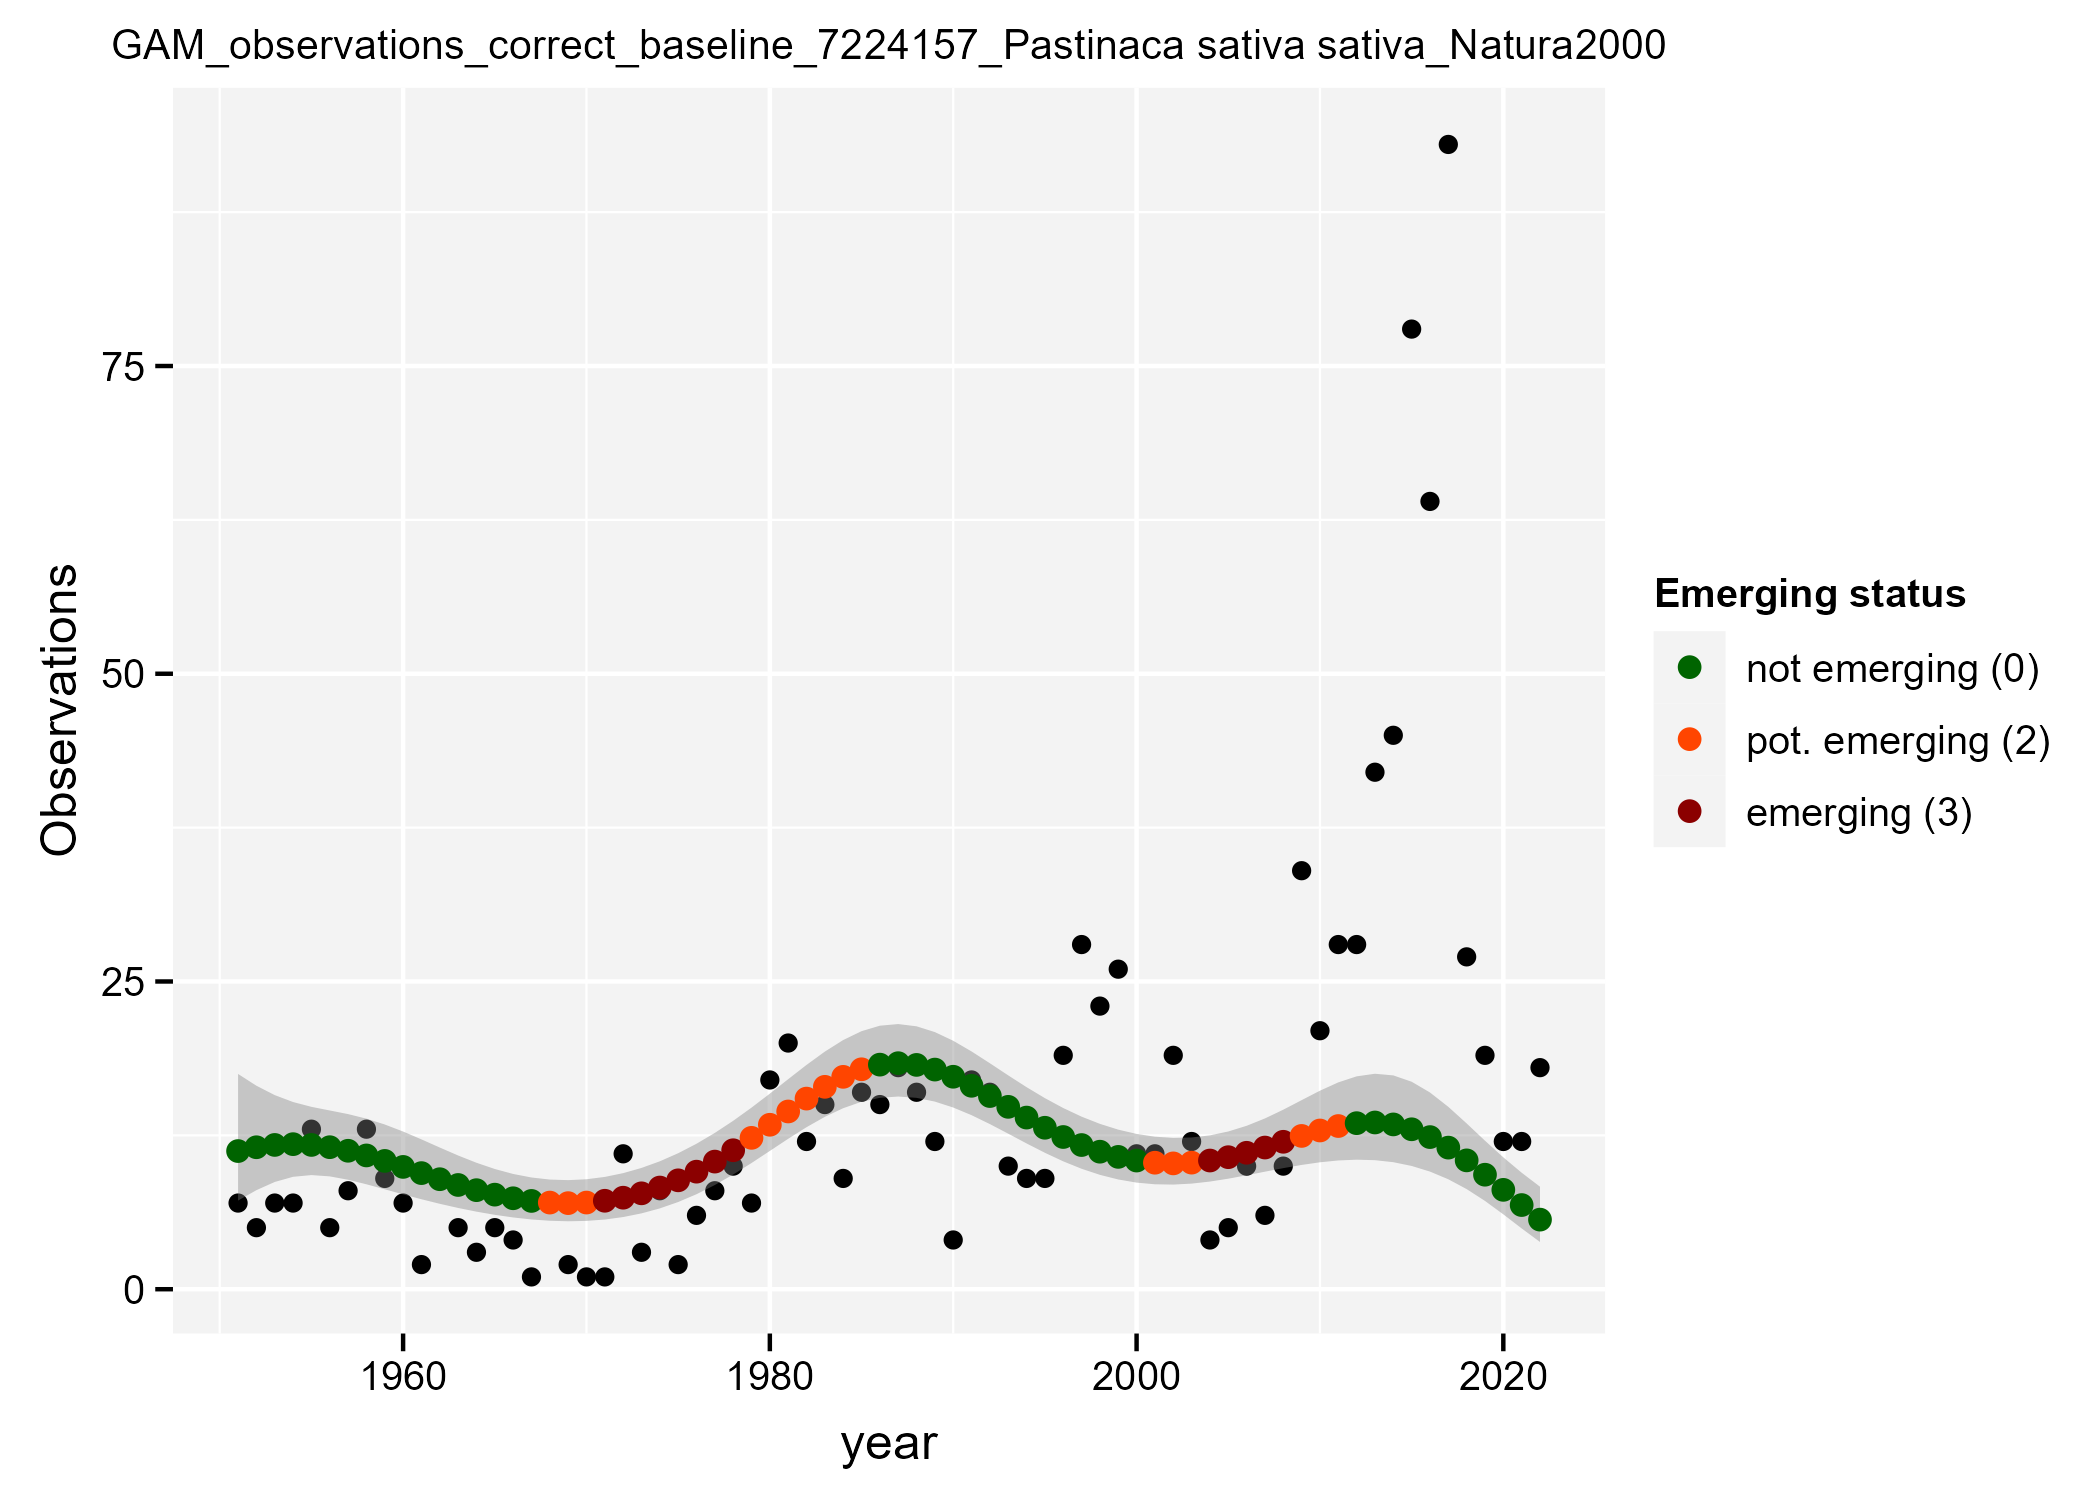 GAM_observations_correct_baseline_7224157_Pastinaca sativa sativa_Natura2000
75
50
25
0
Observations
1960 1980 2000 2020
year
Emerging status
not emerging (0)
pot. emerging (2)
emerging (3)